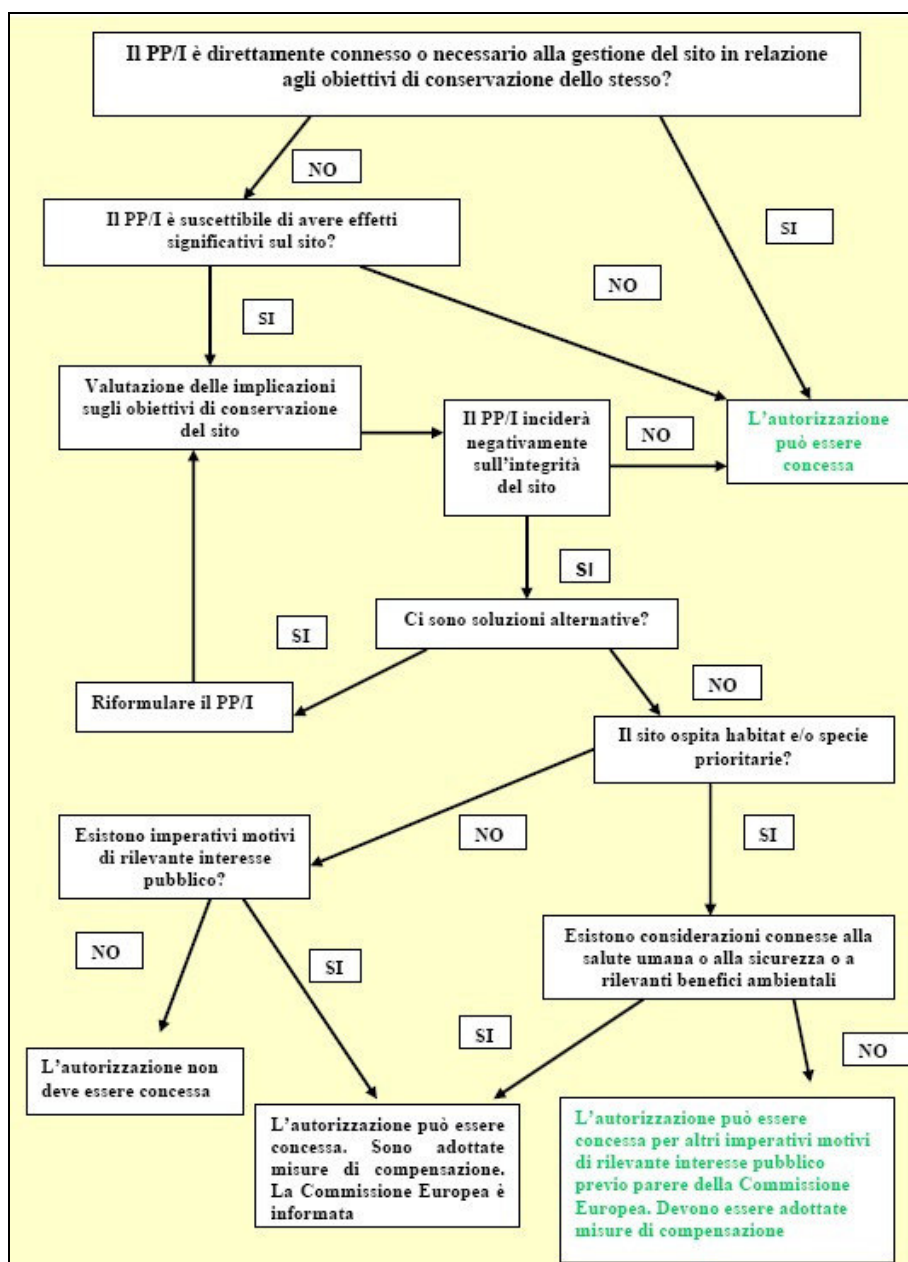 Il PP/I è direttamente connesso o necessario alla gestione del sito in relazione
agli obiettivi di conservazione dello stesso?
NO
SI
Il PP/I è suscettibile di avere effetti
significativi sul sito?
NO
SI
Valutazione delle implicazioni
sugli obiettivi di conservazione
del sito
Il PP/I inciderà
negativamente
sull'integrità
del sito
NO
L'autorizzazione
può essere
concessa
SI
Ci sono soluzioni alternative?
SI
NO
Riformulare il PP/I
Il sito ospita habitat e/o specie
prioritarie?
NO
SI
Esistono imperativi motivi
di rilevante interesse
pubblico?
NO
SI
Esistono considerazioni connesse alla
salute umana o alla sicurezza o a
rilevanti benefici ambientali
SI
NO
L'autorizzazione non
deve essere concessa
L'autorizzazione può essere
concessa. Sono adottate
misure di compensazione.
La Commissione Europea è
informata
L'autorizzazione può essere
concessa per altri imperativi motivi
di rilevante interesse pubblico
previo parere della Commissione
Europea. Devono essere adottate
misure di compensazione